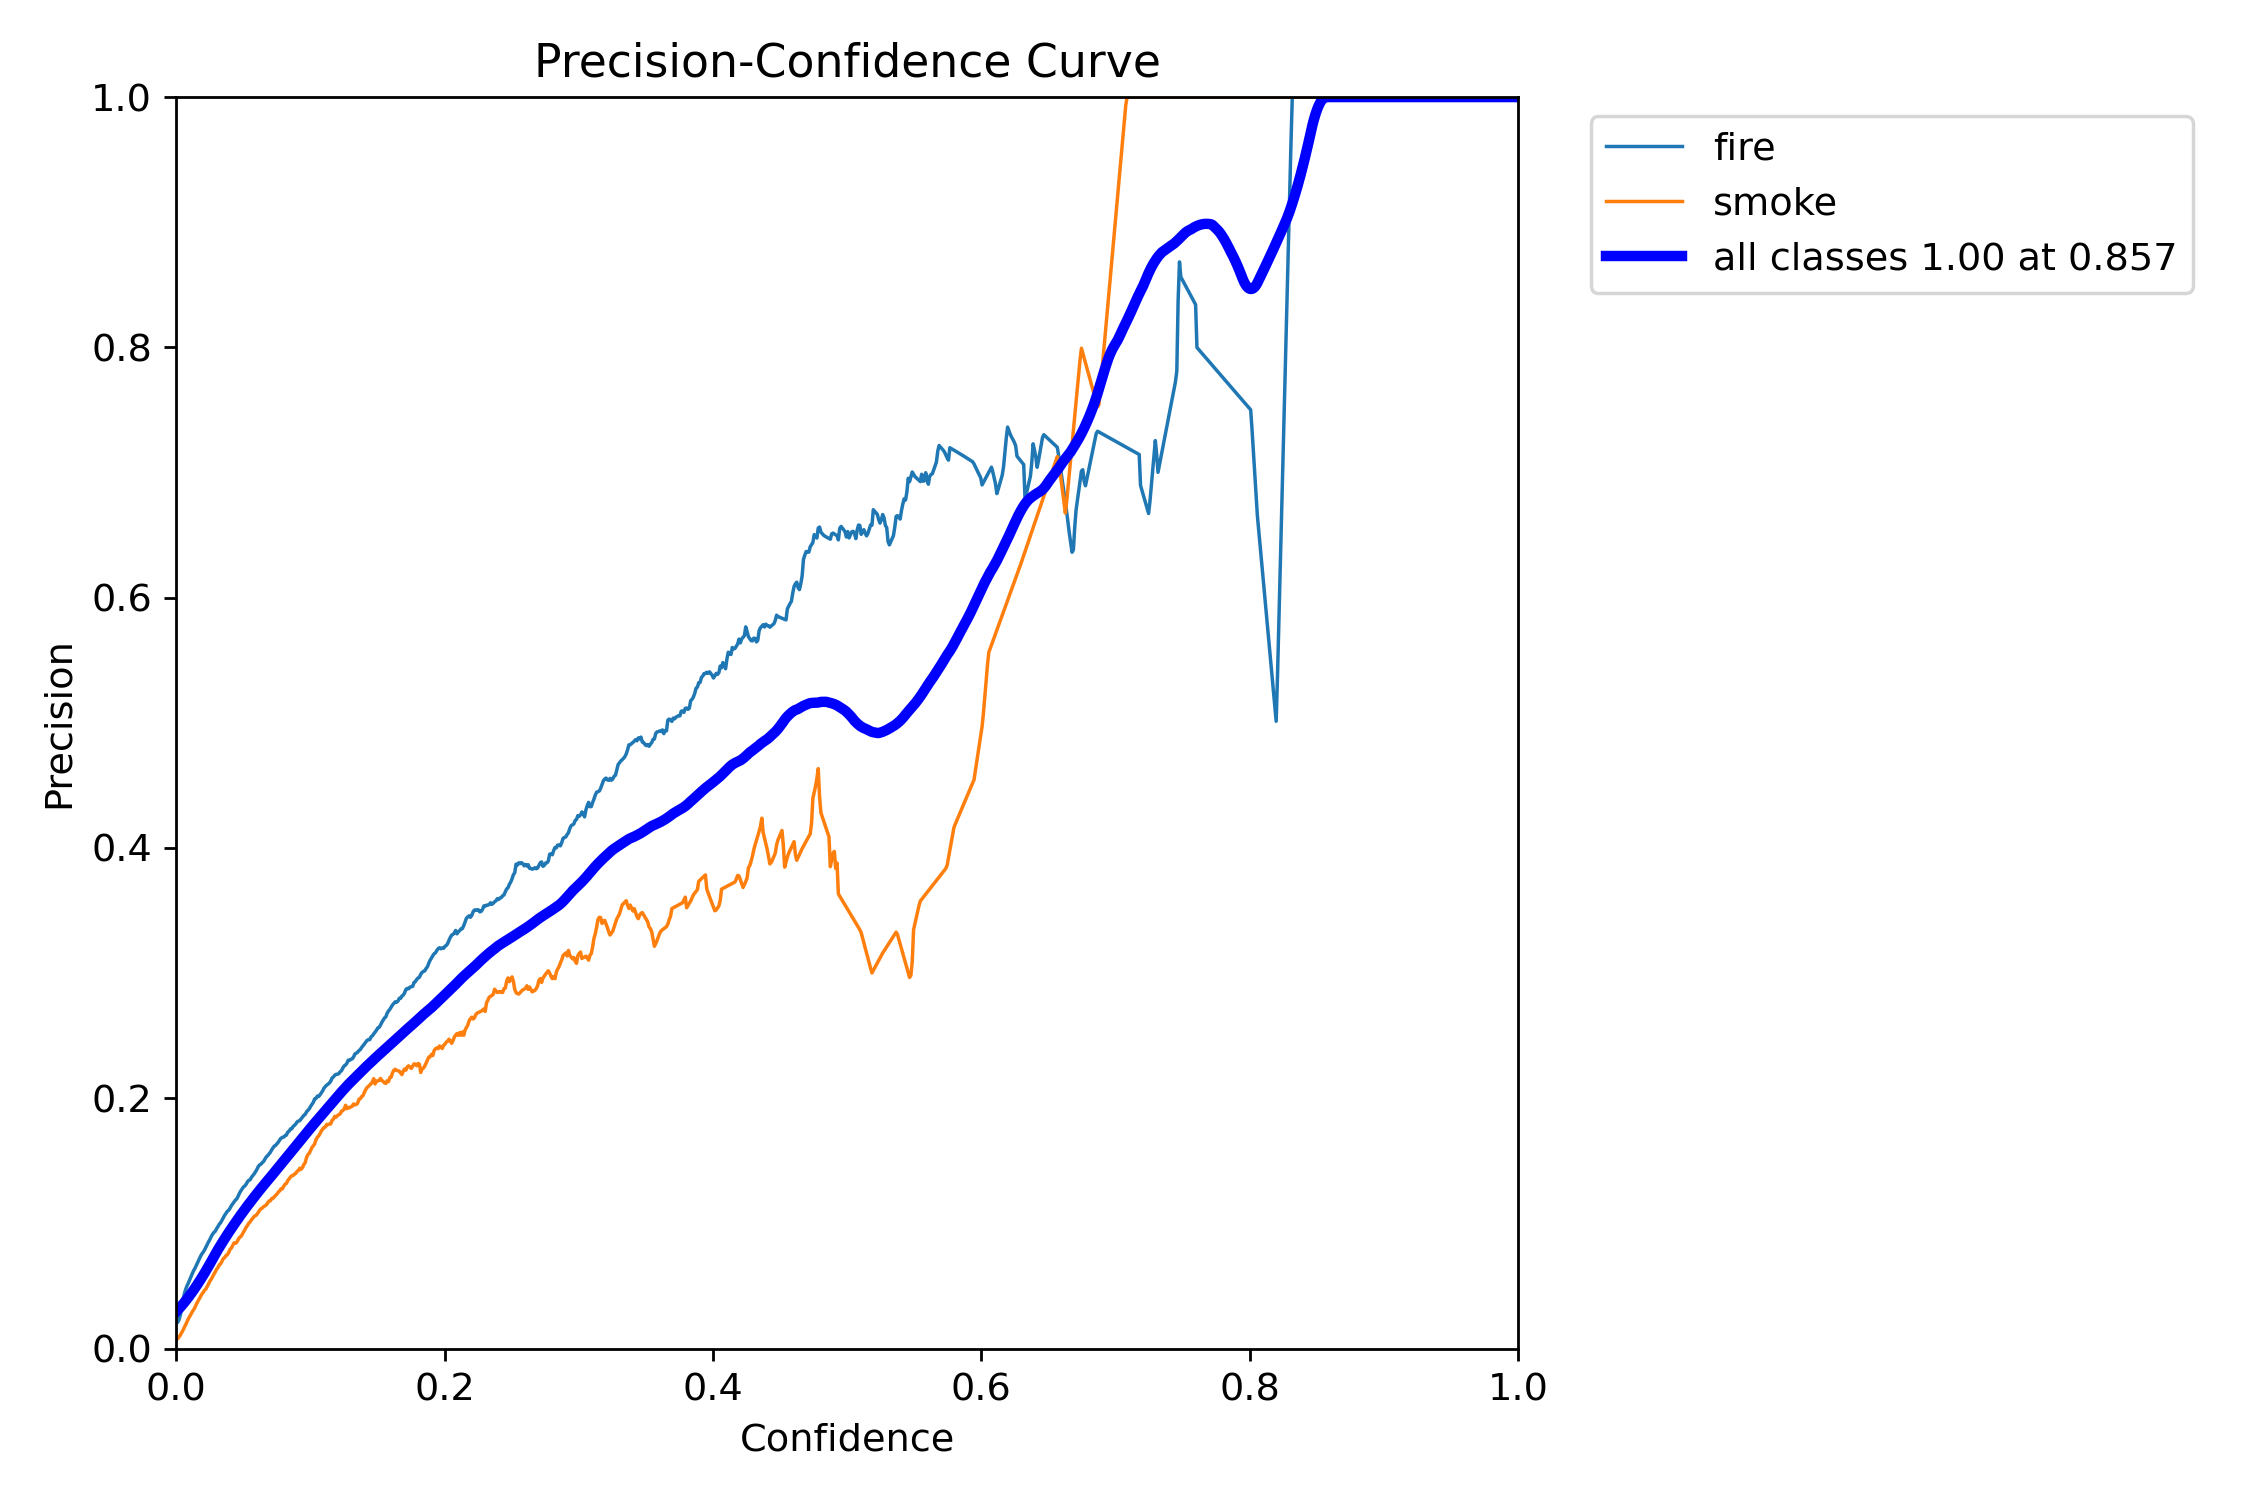 Precision-Confidence Curve
1.0
0.8
0.6
0.4
0.2
0.0
Precision
0.0 0.2 0.4 0.6 0.8 1.0
Confidence
fire
smoke
all classes 1.00 at 0.857